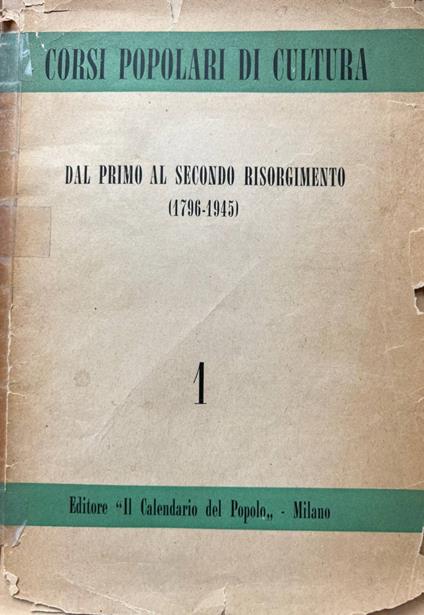 CORSI POPOLARI DI CULTURA
DAL PRIMO AL SECONDO RISORGIMENTO
(1796-1945)
1
Editore “Il Calendario del Popolo„ - Milano